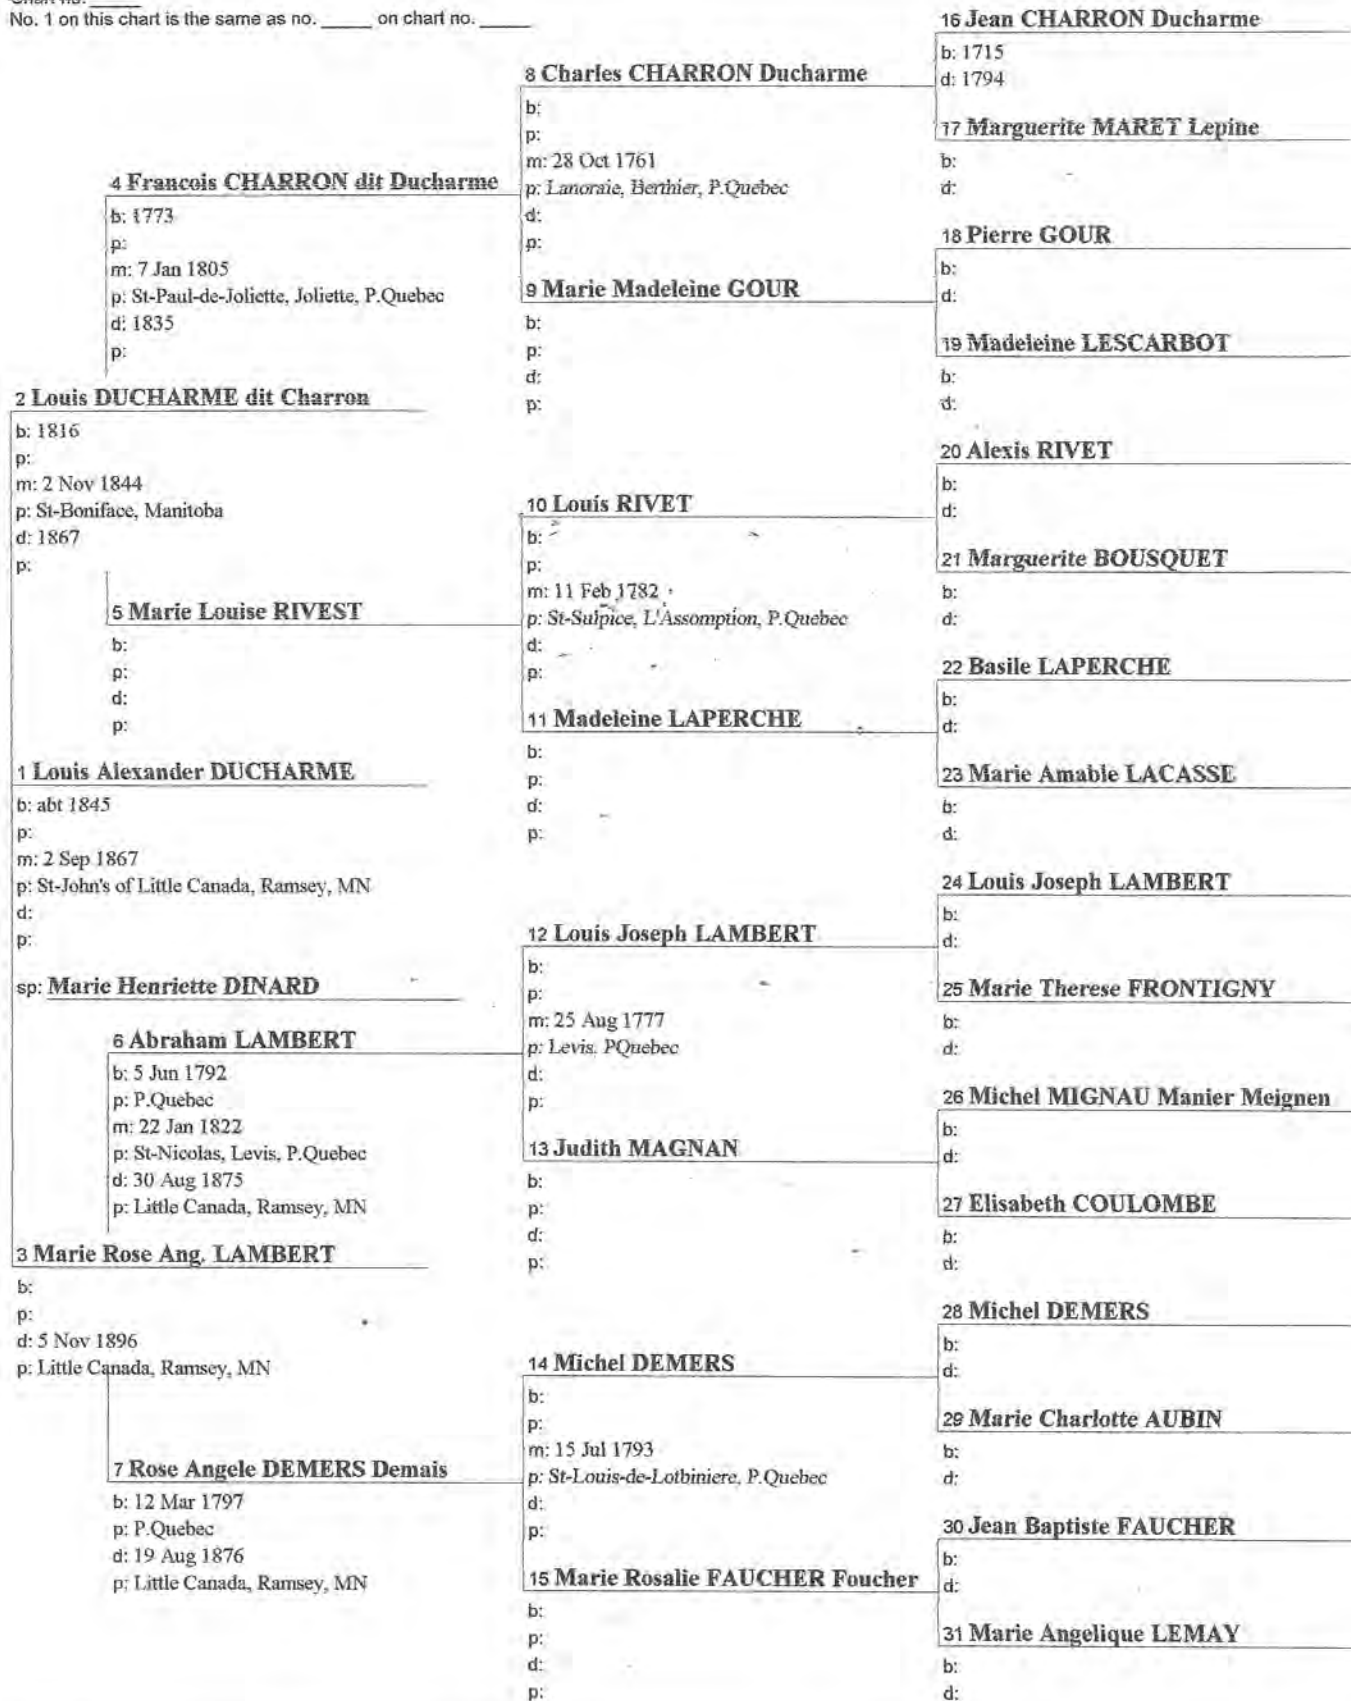 No. 1 on this chart is the same as no. _____ on chart no. _____
16 Jean CHARRON Ducharme
b: 1715
d: 1794
8 Charles CHARRON Ducharme
b:
p:
m: 28 Oct 1761
p: Lanoraie, Berthier, P.Quebec
d:
p:
17 Marguerite MARET Lepine
b:
d:
4 Francois CHARRON dit Ducharme
b: 1773
p:
m: 7 Jan 1805
p: St-Paul-de-Joliette, Joliette, P.Quebec
d: 1835
p:
18 Pierre GOUR
b:
d:
9 Marie Madeleine GOUR
b:
p:
d:
p:
19 Madeleine LESCARBOT
b:
d:
2 Louis DUCHARME dit Charron
b: 1816
p:
m: 2 Nov 1844
p: St-Boniface, Manitoba
d: 1867
p:
20 Alexis RIVET
b:
d:
10 Louis RIVET
b:
p:
m: 11 Feb 1782
p: St-Sulpice, L'Assomption, P.Quebec
d:
p:
21 Marguerite BOUSQUET
b:
d:
5 Marie Louise RIVEST
b:
p:
d:
p:
22 Basile LAPERCHE
b:
d:
11 Madeleine LAPERCHE
b:
p:
d:
p:
23 Marie Amable LACASSE
b:
d:
1 Louis Alexander DUCHARME
b: abt 1845
p:
m: 2 Sep 1867
p: St-John's of Little Canada, Ramsey, MN
d:
p:
sp: Marie Henriette DINARD
24 Louis Joseph LAMBERT
b:
d:
12 Louis Joseph LAMBERT
b:
p:
m: 25 Aug 1777
p: Levis. PQuebec
d:
p:
25 Marie Therese FRONTIGNY
b:
d:
6 Abraham LAMBERT
b: 5 Jun 1792
p: P.Quebec
m: 22 Jan 1822
p: St-Nicolas, Levis, P.Quebec
d: 30 Aug 1875
p: Little Canada, Ramsey, MN
26 Michel MIGNAU Manier Meignen
b:
d:
13 Judith MAGNAN
b:
p:
d:
p:
27 Elisabeth COULOMBE
b:
d:
3 Marie Rose Ang. LAMBERT
b:
p:
d: 5 Nov 1896
p: Little Canada, Ramsey, MN
28 Michel DEMERS
b:
d:
14 Michel DEMERS
b:
p:
m: 15 Jul 1793
p: St-Louis-de-Lotbiniere, P.Quebec
d:
p:
29 Marie Charlotte AUBIN
b:
d:
7 Rose Angele DEMERS Demais
b: 12 Mar 1797
p: P.Quebec
d: 19 Aug 1876
p: Little Canada, Ramsey, MN
30 Jean Baptiste FAUCHER
b:
d:
15 Marie Rosalie FAUCHER Foucher
b:
p:
d:
p:
31 Marie Angelique LEMAY
b:
d: